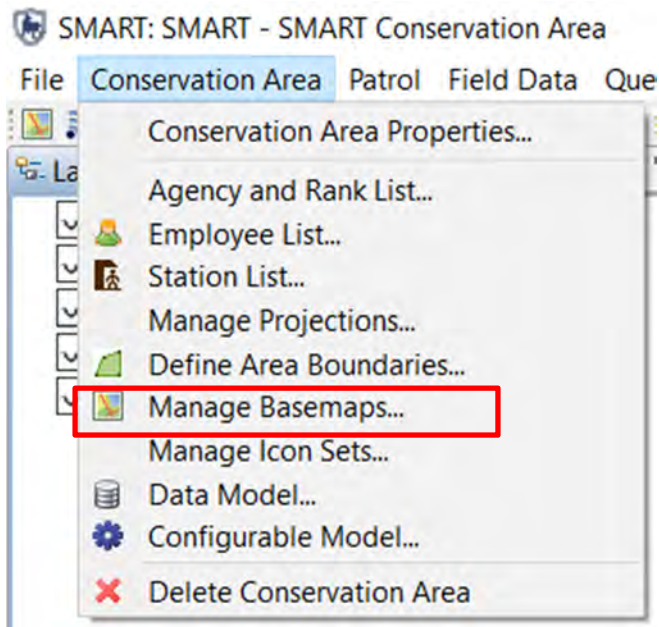 SMART: SMART - SMART Conservation Area
File Conservation Area Patrol Field Data Que
La
Conservation Area Properties...
Agency and Rank List...
Employee List...
Station List...
Manage Projections...
Define Area Boundaries...
Manage Basemaps...
Manage Icon Sets...
Data Model...
Configurable Model...
Delete Conservation Area